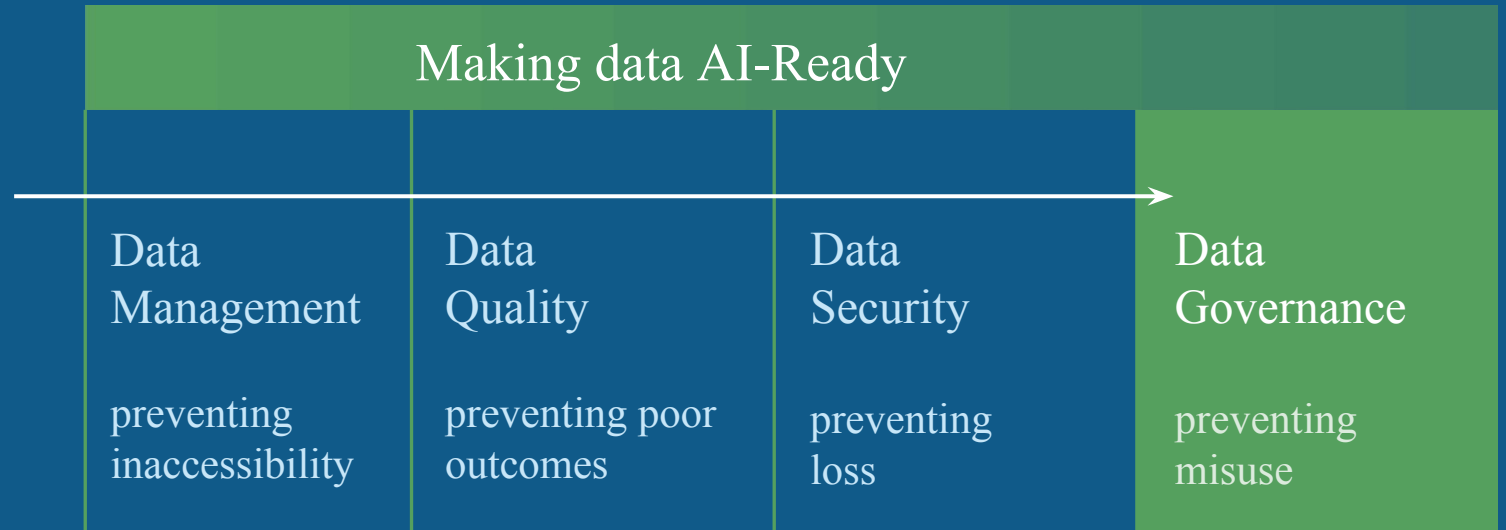 Making data AI-Ready
Data
Management
preventing
inaccessibility
Data
Quality
preventing poor
outcomes
Data
Security
preventing
loss
Data
Governance
preventing
misuse